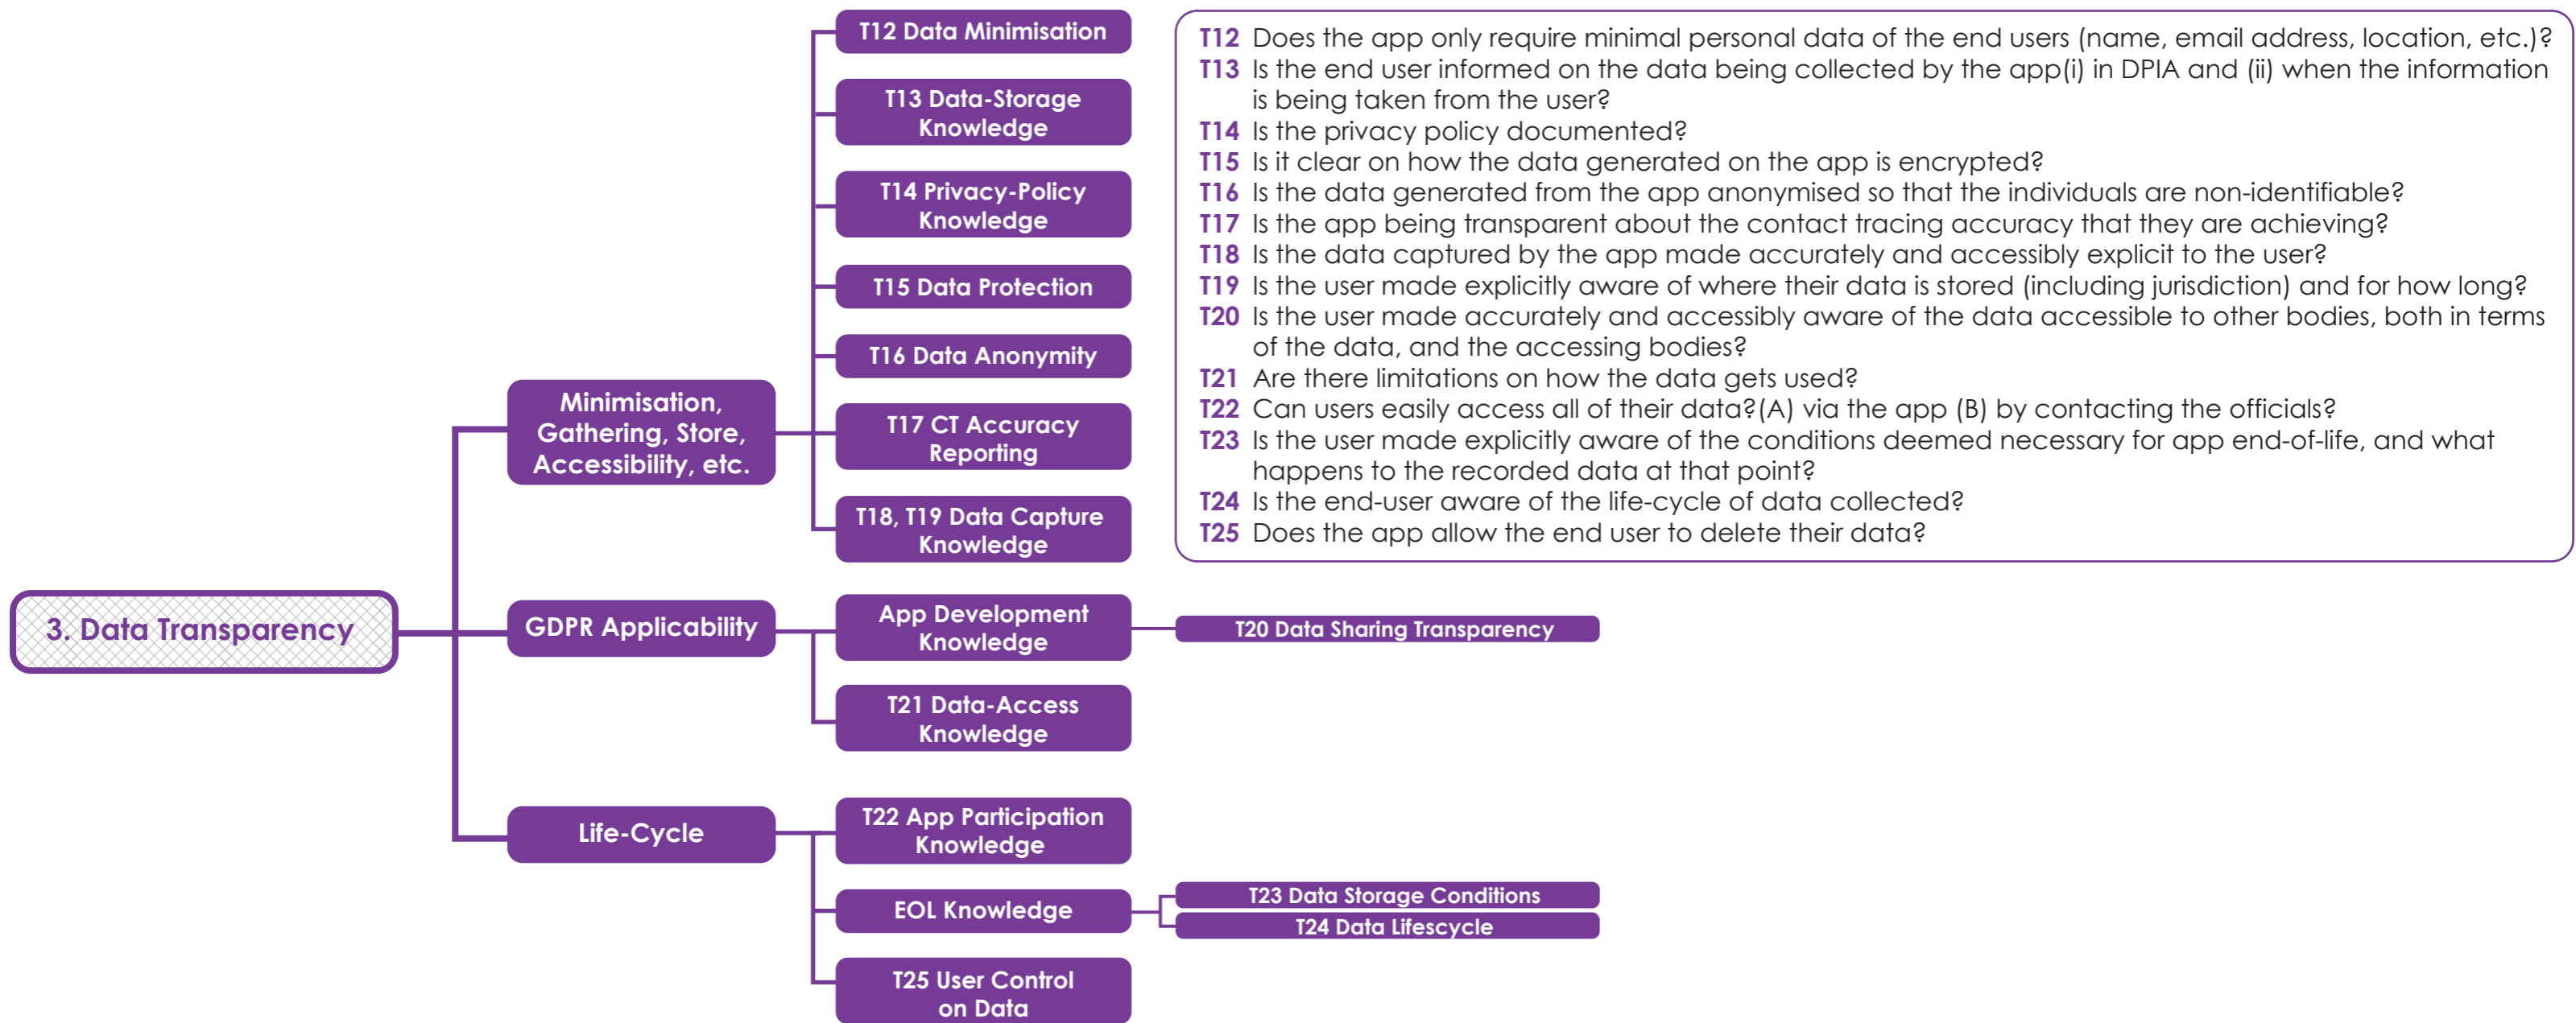 T12 Data Minimisation
T13 Data-Storage
Knowledge
T14 Privacy-Policy
Knowledge
T15 Data Protection
T16 Data Anonymity
T17 CT Accuracy
Reporting
T18, T19 Data Capture
Knowledge
Minimisation,
Gathering, Store,
Accessibility, etc.
T12 Does the app only require minimal personal data of the end users (name, email address, location, etc.)?
T13 Is the end user informed on the data being collected by the app(i) in DPIA and (ii) when the information
is being taken from the user?
T14 Is the privacy policy documented?
T15 Is it clear on how the data generated on the app is encrypted?
T16 Is the data generated from the app anonymised so that the individuals are non-identifiable?
T17 Is the app being transparent about the contact tracing accuracy that they are achieving?
T18 Is the data captured by the app made accurately and accessibly explicit to the user?
T19 Is the user made explicitly aware of where their data is stored (including jurisdiction) and for how long?
T20 Is the user made accurately and accessibly aware of the data accessible to other bodies, both in terms
of the data, and the accessing bodies?
T21 Are there limitations on how the data gets used?
T22 Can users easily access all of their data?(A) via the app (B) by contacting the officials?
T23 Is the user made explicitly aware of the conditions deemed necessary for app end-of-life, and what
happens to the recorded data at that point?
T24 Is the end-user aware of the life-cycle of data collected?
T25 Does the app allow the end user to delete their data?
3. Data Transparency
GDPR Applicability
App Development
Knowledge
T20 Data Sharing Transparency
T21 Data-Access
Knowledge
Life-Cycle
T22 App Participation
Knowledge
EOL Knowledge
T23 Data Storage Conditions
T24 Data Lifescycle
T25 User Control
on Data